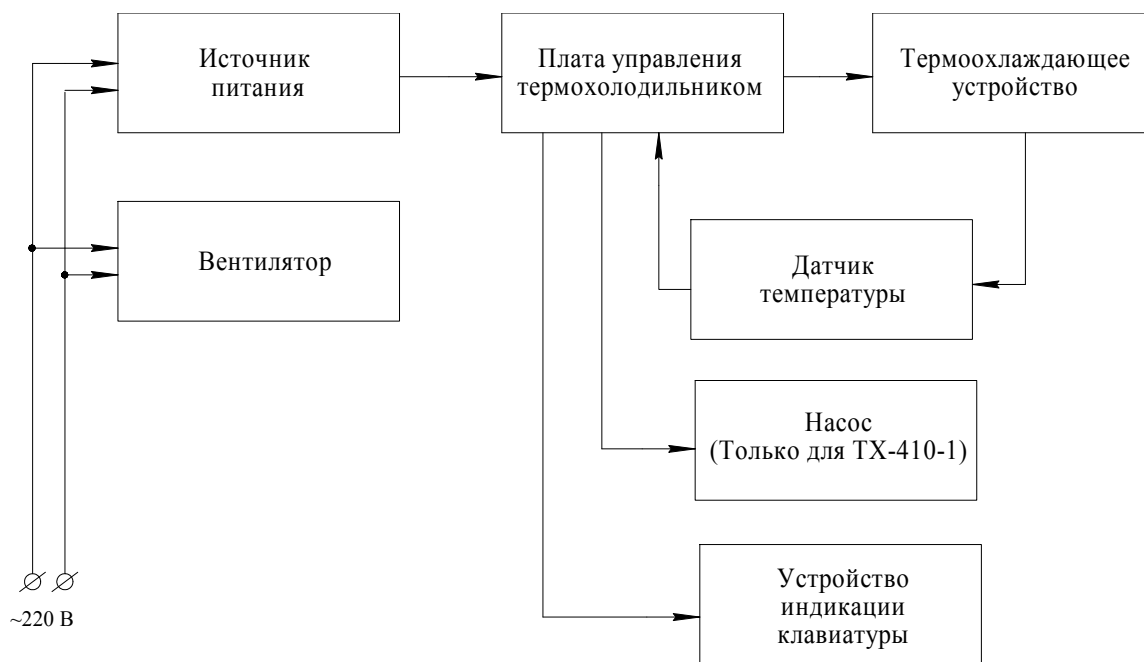 Источник
питания
Плата управления
термохолодильником
Термоохлаждающее
устройство
Вентилятор
Датчик
температуры
Насос
(Только для ТХ-410-1)
Устройство
индикации
клавиатуры
~220 В